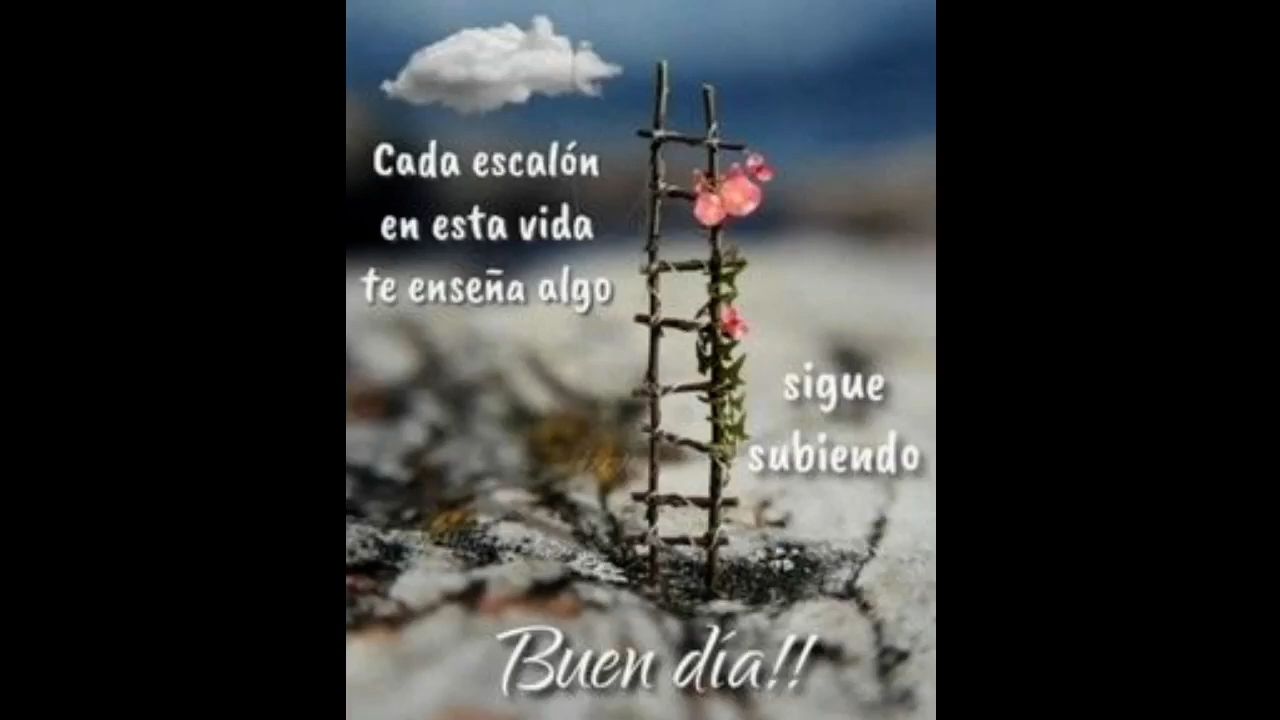 Cada escalón
en esta vida
te enseña algo
sigue
subiendo
Buen día!!